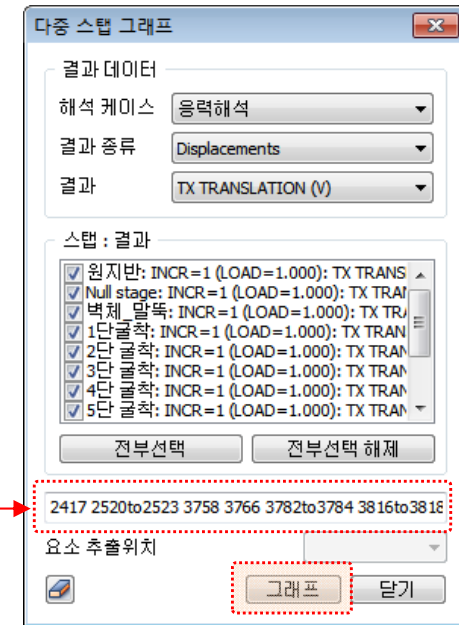 다중 스탭 그래프
결과 데이터
해석 케이스 응력해석
결과 종류 Displacements
결과 TX TRANSLATION (V)
스탭 : 결과
원지반: INCR=1 (LOAD=1.000): TX TRANS
Null stage: INCR=1 (LOAD=1.000): TX TRAN
벽체_말뚝: INCR=1 (LOAD=1.000): TX TRA
1단굴착: INCR=1 (LOAD=1.000): TX TRAN
2단 굴착: INCR=1 (LOAD=1.000): TX TRAN
3단 굴착: INCR=1 (LOAD=1.000): TX TRAN
4단 굴착: INCR=1 (LOAD=1.000): TX TRAN
5단 굴착: INCR=1 (LOAD=1.000): TX TRAN
전부선택 전부선택 해제
2417 2520to2523 3758 3766 3782to3784 3816to3818
요소 추출위치
그래프 닫기